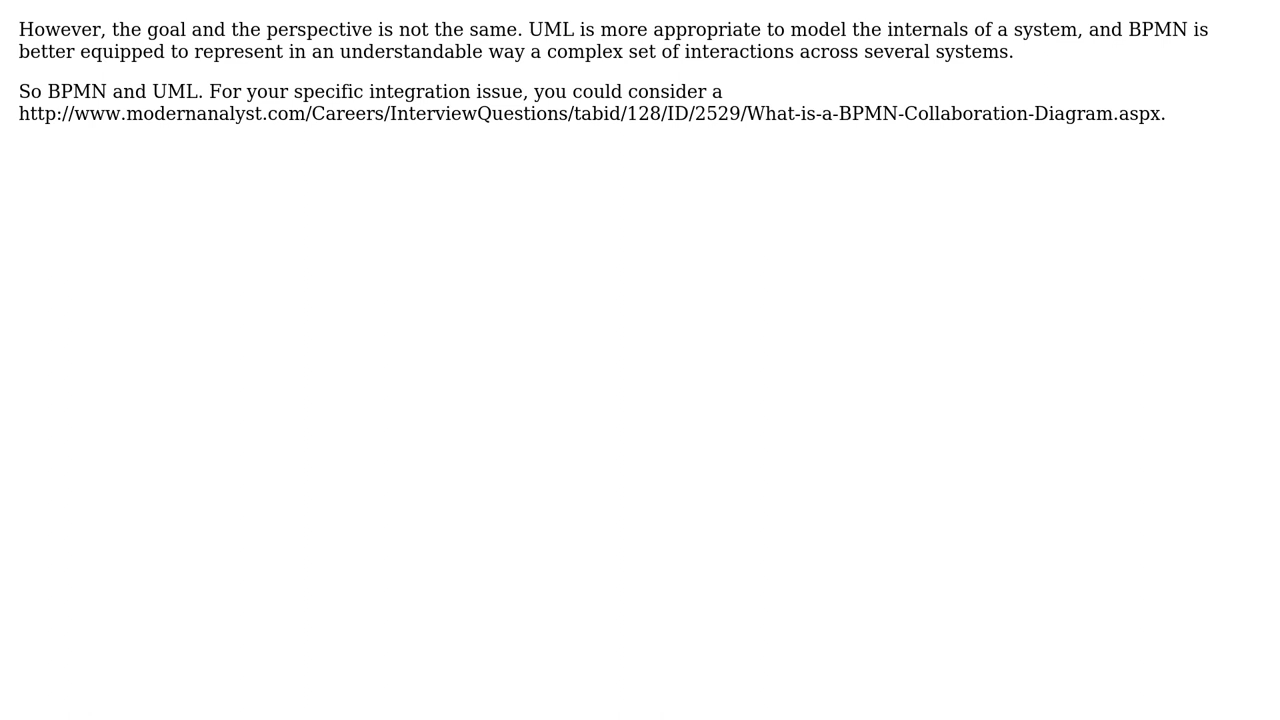 However, the goal and the perspective is not the same. UML is more appropriate to model the internals of a system, and BPMN is
better equipped to represent in an understandable way a complex set of interactions across several systems.
So BPMN and UML. For your specific integration issue, you could consider a
http://www.modernanalyst.com/Careers/InterviewQuestions/tabid/128/ID/2529/What-is-a-BPMN-Collaboration-Diagram.aspx.